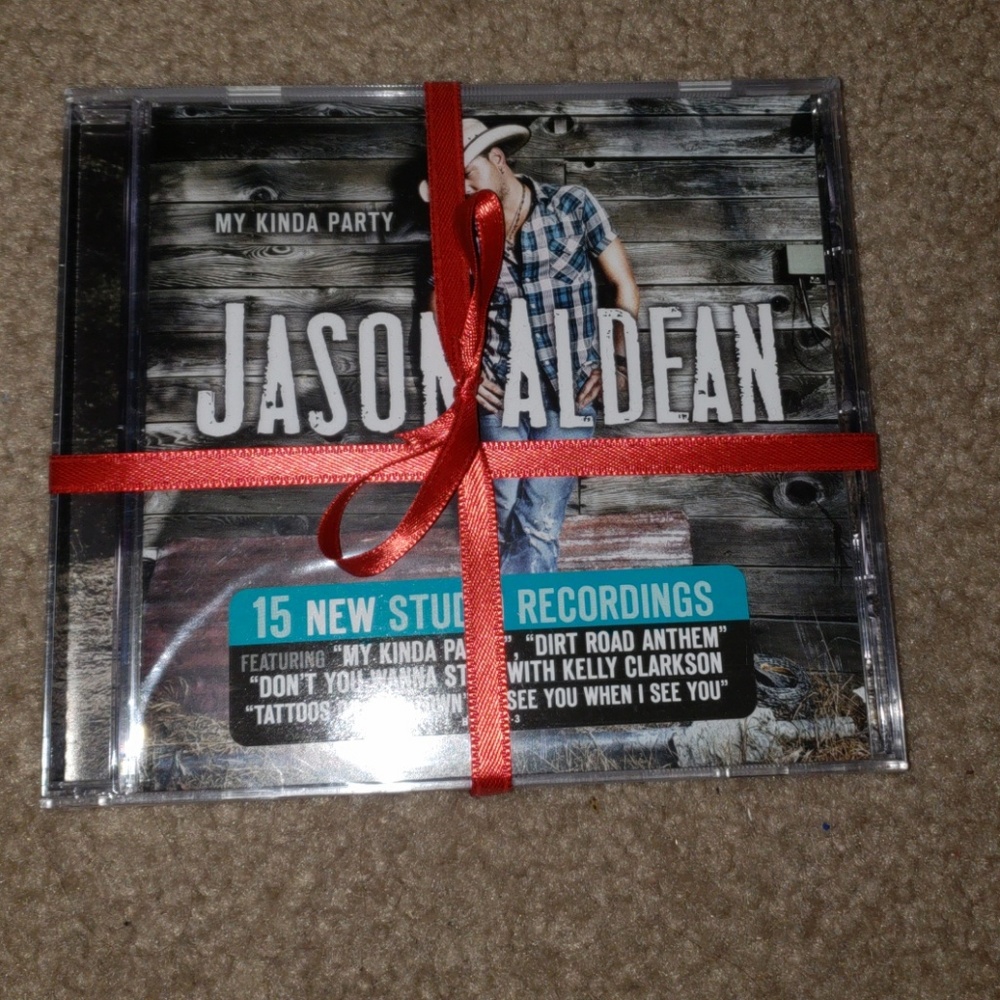 MY KINDA PARTY
JASON ALDEAN
15 NEW STUD RECORDINGS
FEATURING "MY KINDA PA ", "DIRT ROAD ANTHEM"
"DON'T YOU WANNA ST WITH KELLY CLARKSON
"TATTOOS OWN" SEE YOU WHEN I SEE YOU"